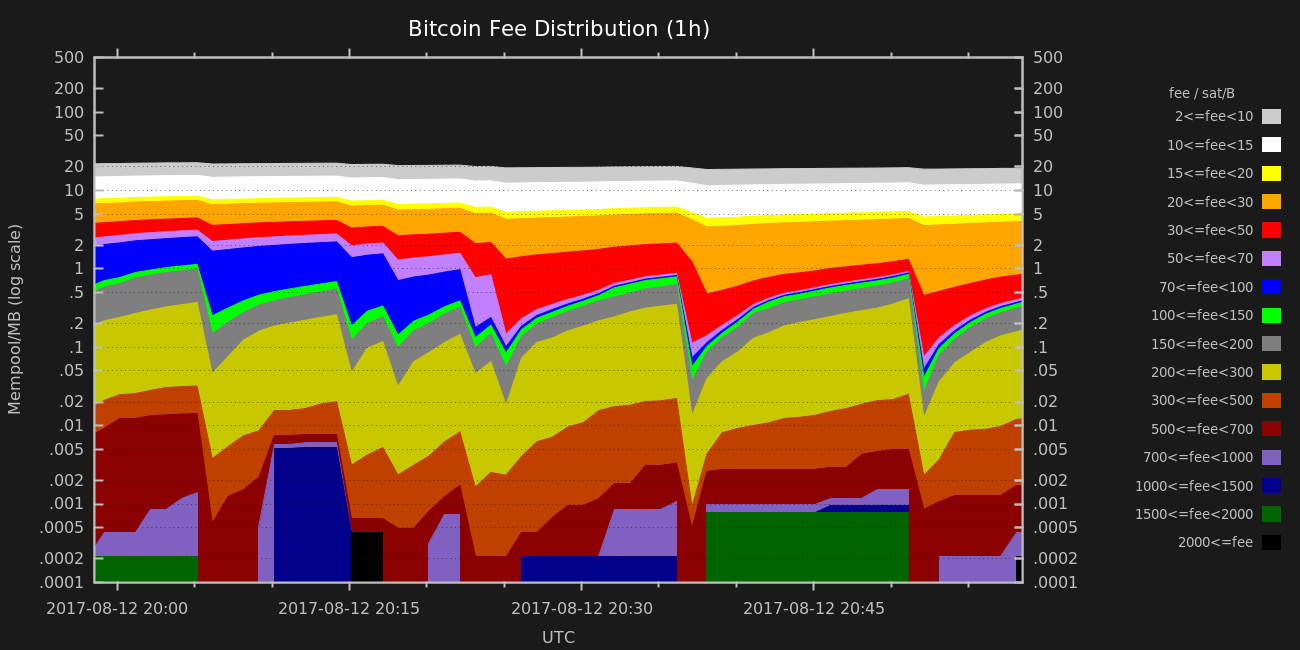 Bitcoin Fee Distribution (1h)
Mempool/MB (log scale)
500
200
100
50
20
10
5
2
1
.5
.2
.1
.05
.02
.01
.005
.002
.001
.0005
.0002
.0001
500
200
100
50
20
10
5
2
1
.5
.2
.1
.05
.02
.01
.005
.002
.001
.0005
.0002
.0001
2017-08-12 20:00
2017-08-12 20:15
2017-08-12 20:30
2017-08-12 20:45
UTC
fee / sat/B
2<=fee<10
10<=fee<15
15<=fee<20
20<=fee<30
30<=fee<50
50<=fee<70
70<=fee<100
100<=fee<150
150<=fee<200
200<=fee<300
300<=fee<500
500<=fee<700
700<=fee<1000
1000<=fee<1500
1500<=fee<2000
2000<=fee